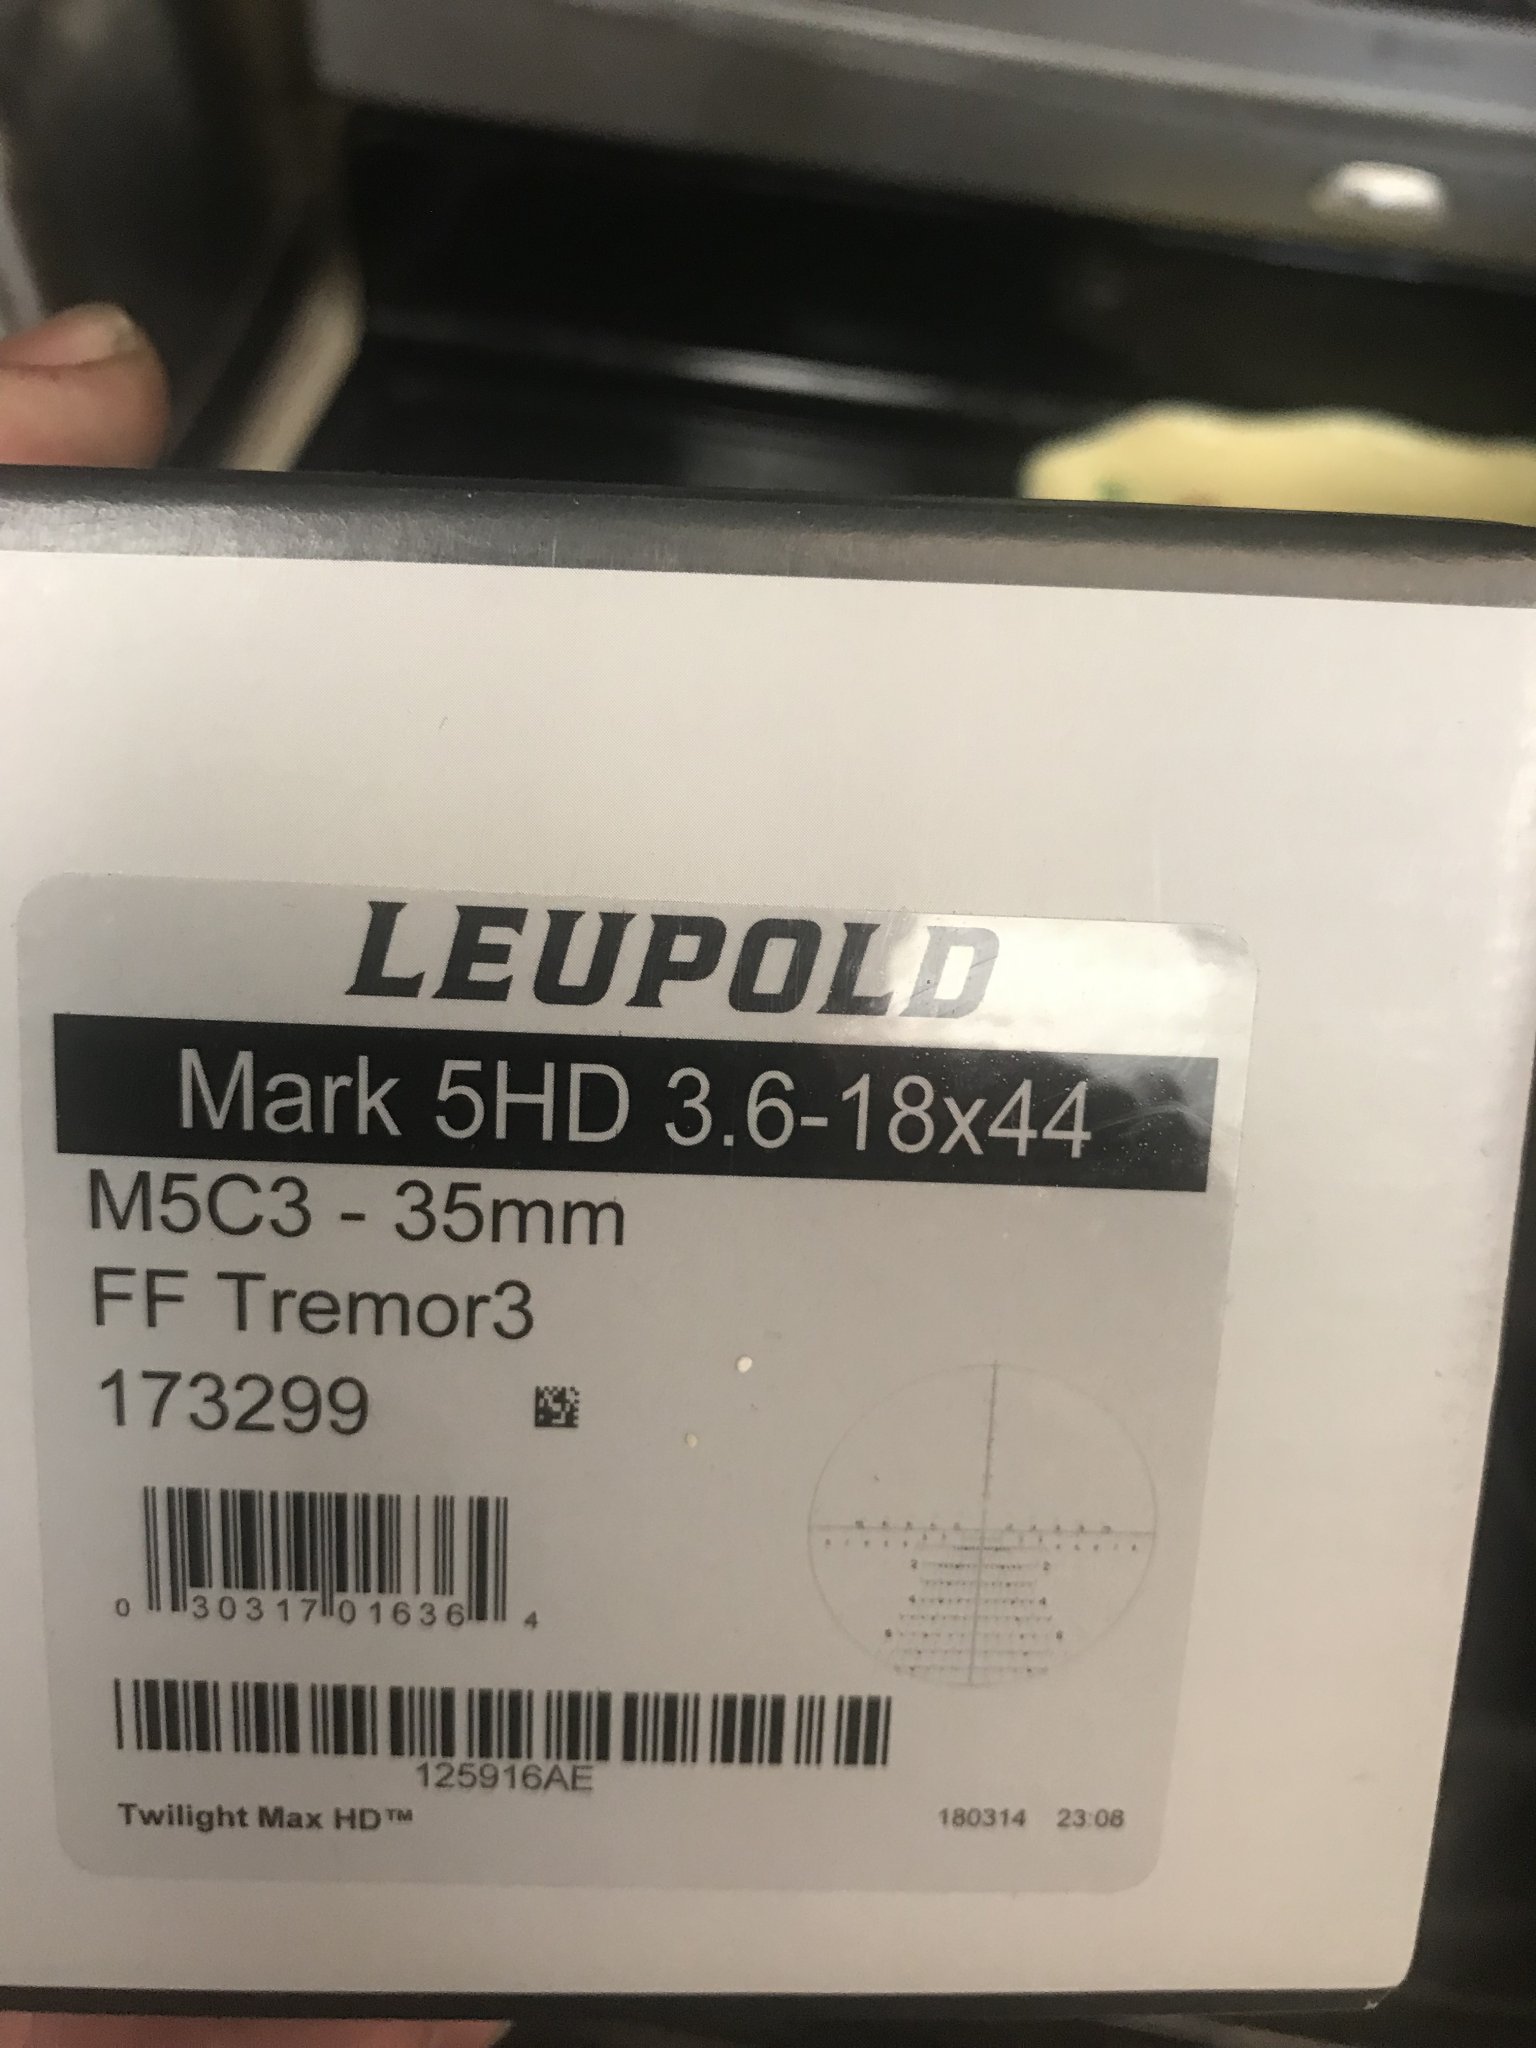 LEUPOLD
Mark 5HD 3.6-18x44
M5C3 - 35mm
FF Tremor3
173299
0 30317 01636 4
125916AE
Twilight Max HD™ 180314 23:06